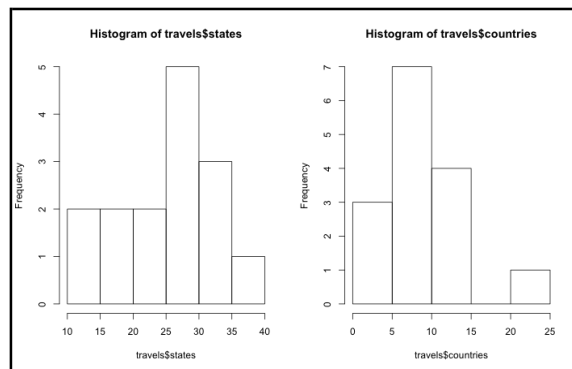 Histogram of travels$states
Frequency
5
4
3
2
1
0
10 15 20 25 30 35 40
travels$states
Histogram of travels$countries
Frequency
7
6
5
4
3
2
1
0
0 5 10 15 20 25
travels$countries